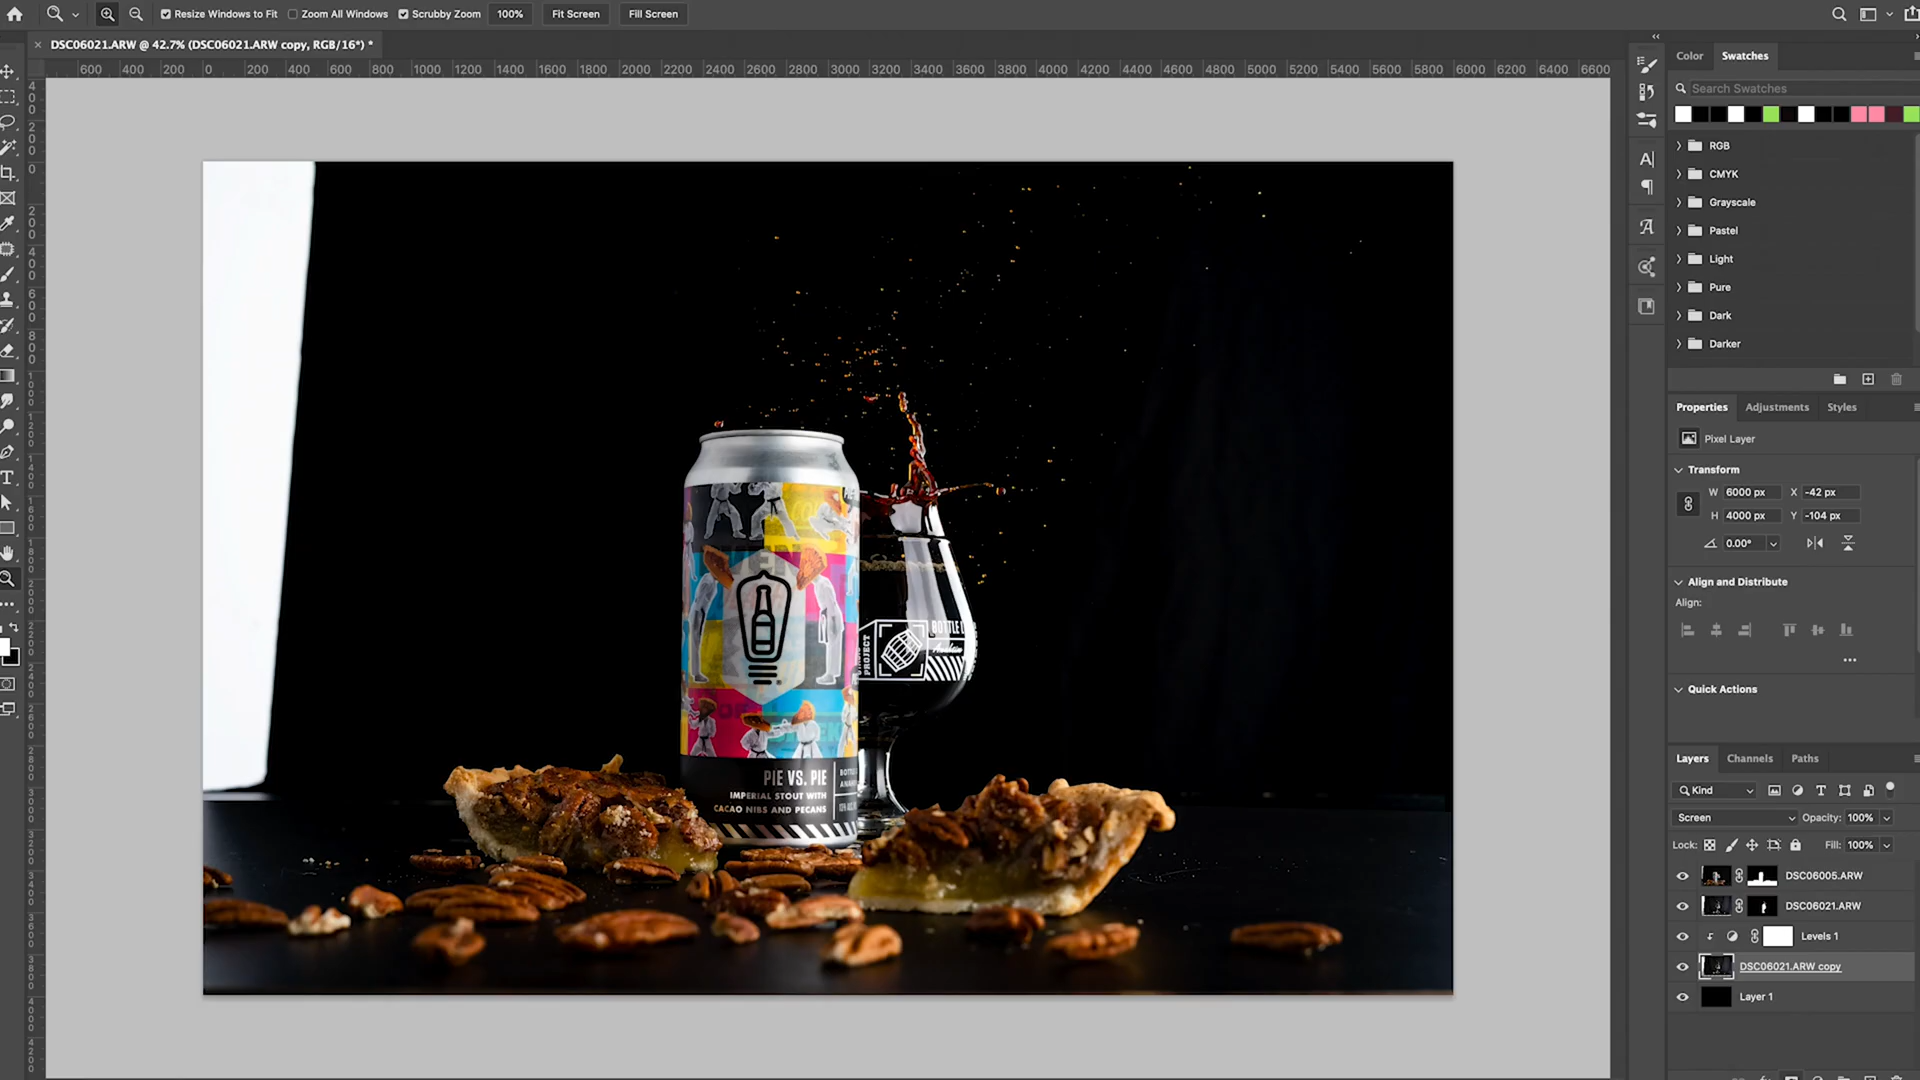 Resize Windows to Fit Zoom All Windows Scrubby Zoom 100% Fit Screen Fill Screen
DSC06021.ARW @ 42.7% (DSC06021.ARW copy, RGB/16*) *
600 400 200 0 200 400 600 800 1000 1200 1400 1600 1800 2000 2200 2400 2600 2800 3000 3200 3400 3600 3800 4000 4200 4400 4600 4800 5000 5200 5400 5600 5800 6000 6200 6400 6600
Color Swatches
Search Swatches
RGB
CMYK
Grayscale
Pastel
Light
Pure
Dark
Darker
Properties Adjustments Styles
Pixel Layer
Transform
W 6000 px X -42 px
H 4000 px Y -104 px
0.00°
Align and Distribute
Align:
Quick Actions
Layers Channels Paths
Kind
Screen Opacity: 100%
Lock: Fill: 100%
DSC06005.ARW
DSC06021.ARW
Levels 1
DSC06021.ARW copy
Layer 1
PROJECT
BOTTLE L
PIE VS. PIE
IMPERIAL STOUT WITH
CACAO NIBS AND PECANS
BOTTLE